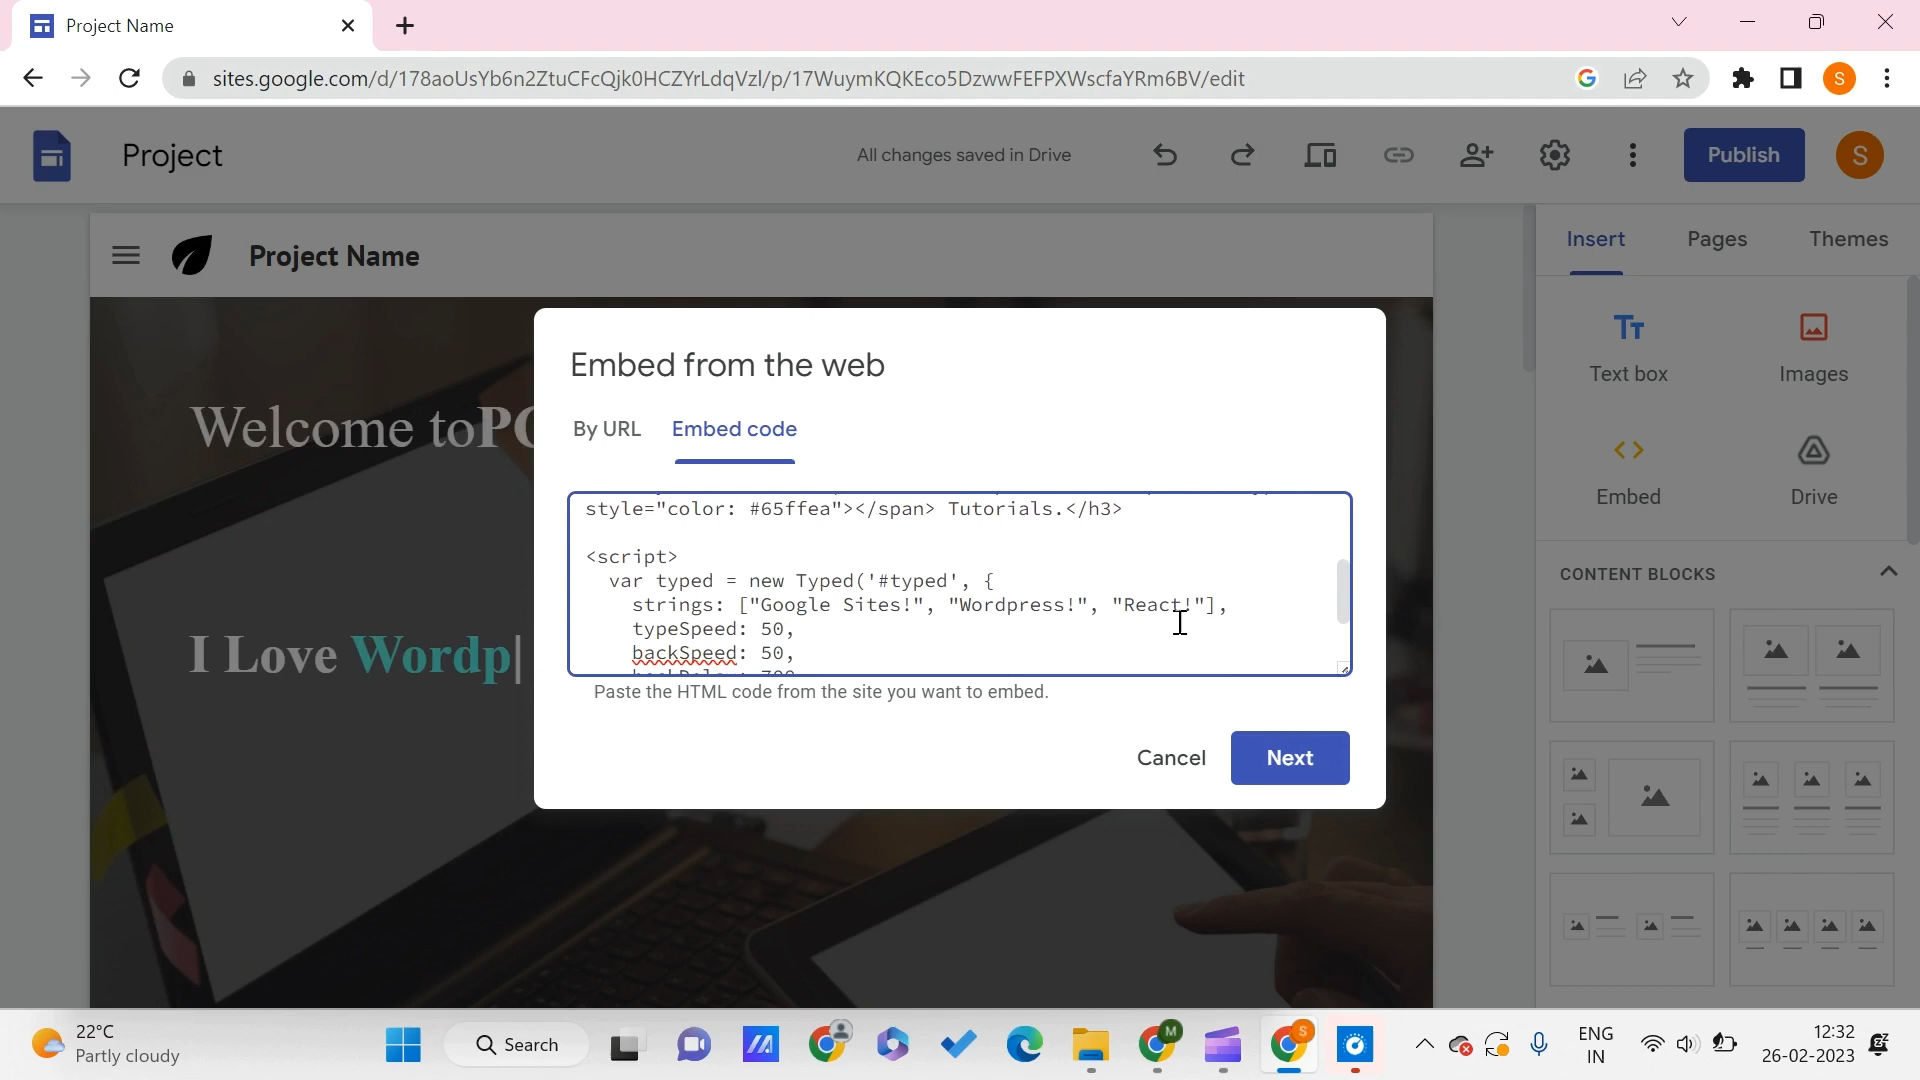 Project Name
sites.google.com/d/178aoUsYb6n2ZtuCFcQjk0HCZYrLdqVzl/p/17WuymKQKEco5DzwwFEFPXWscfaYRm6BV/edit
S
Project
All changes saved in Drive
Publish
S
Project Name
Insert
Pages
Themes
Welcome to
I Love Wordp|
Embed from the web
By URL
Embed code
style="color: #65ffea"></span> Tutorials.</h3>
<script>
var typed = new Typed('#typed', {
strings: ["Google Sites!", "Wordpress!", "React!"],
typeSpeed: 50,
backSpeed: 50,
Paste the HTML code from the site you want to embed.
Cancel
Next
Text box
Images
Embed
Drive
CONTENT BLOCKS
22°C
Partly cloudy
Search
M
S
ENG
IN
12:32
26-02-2023